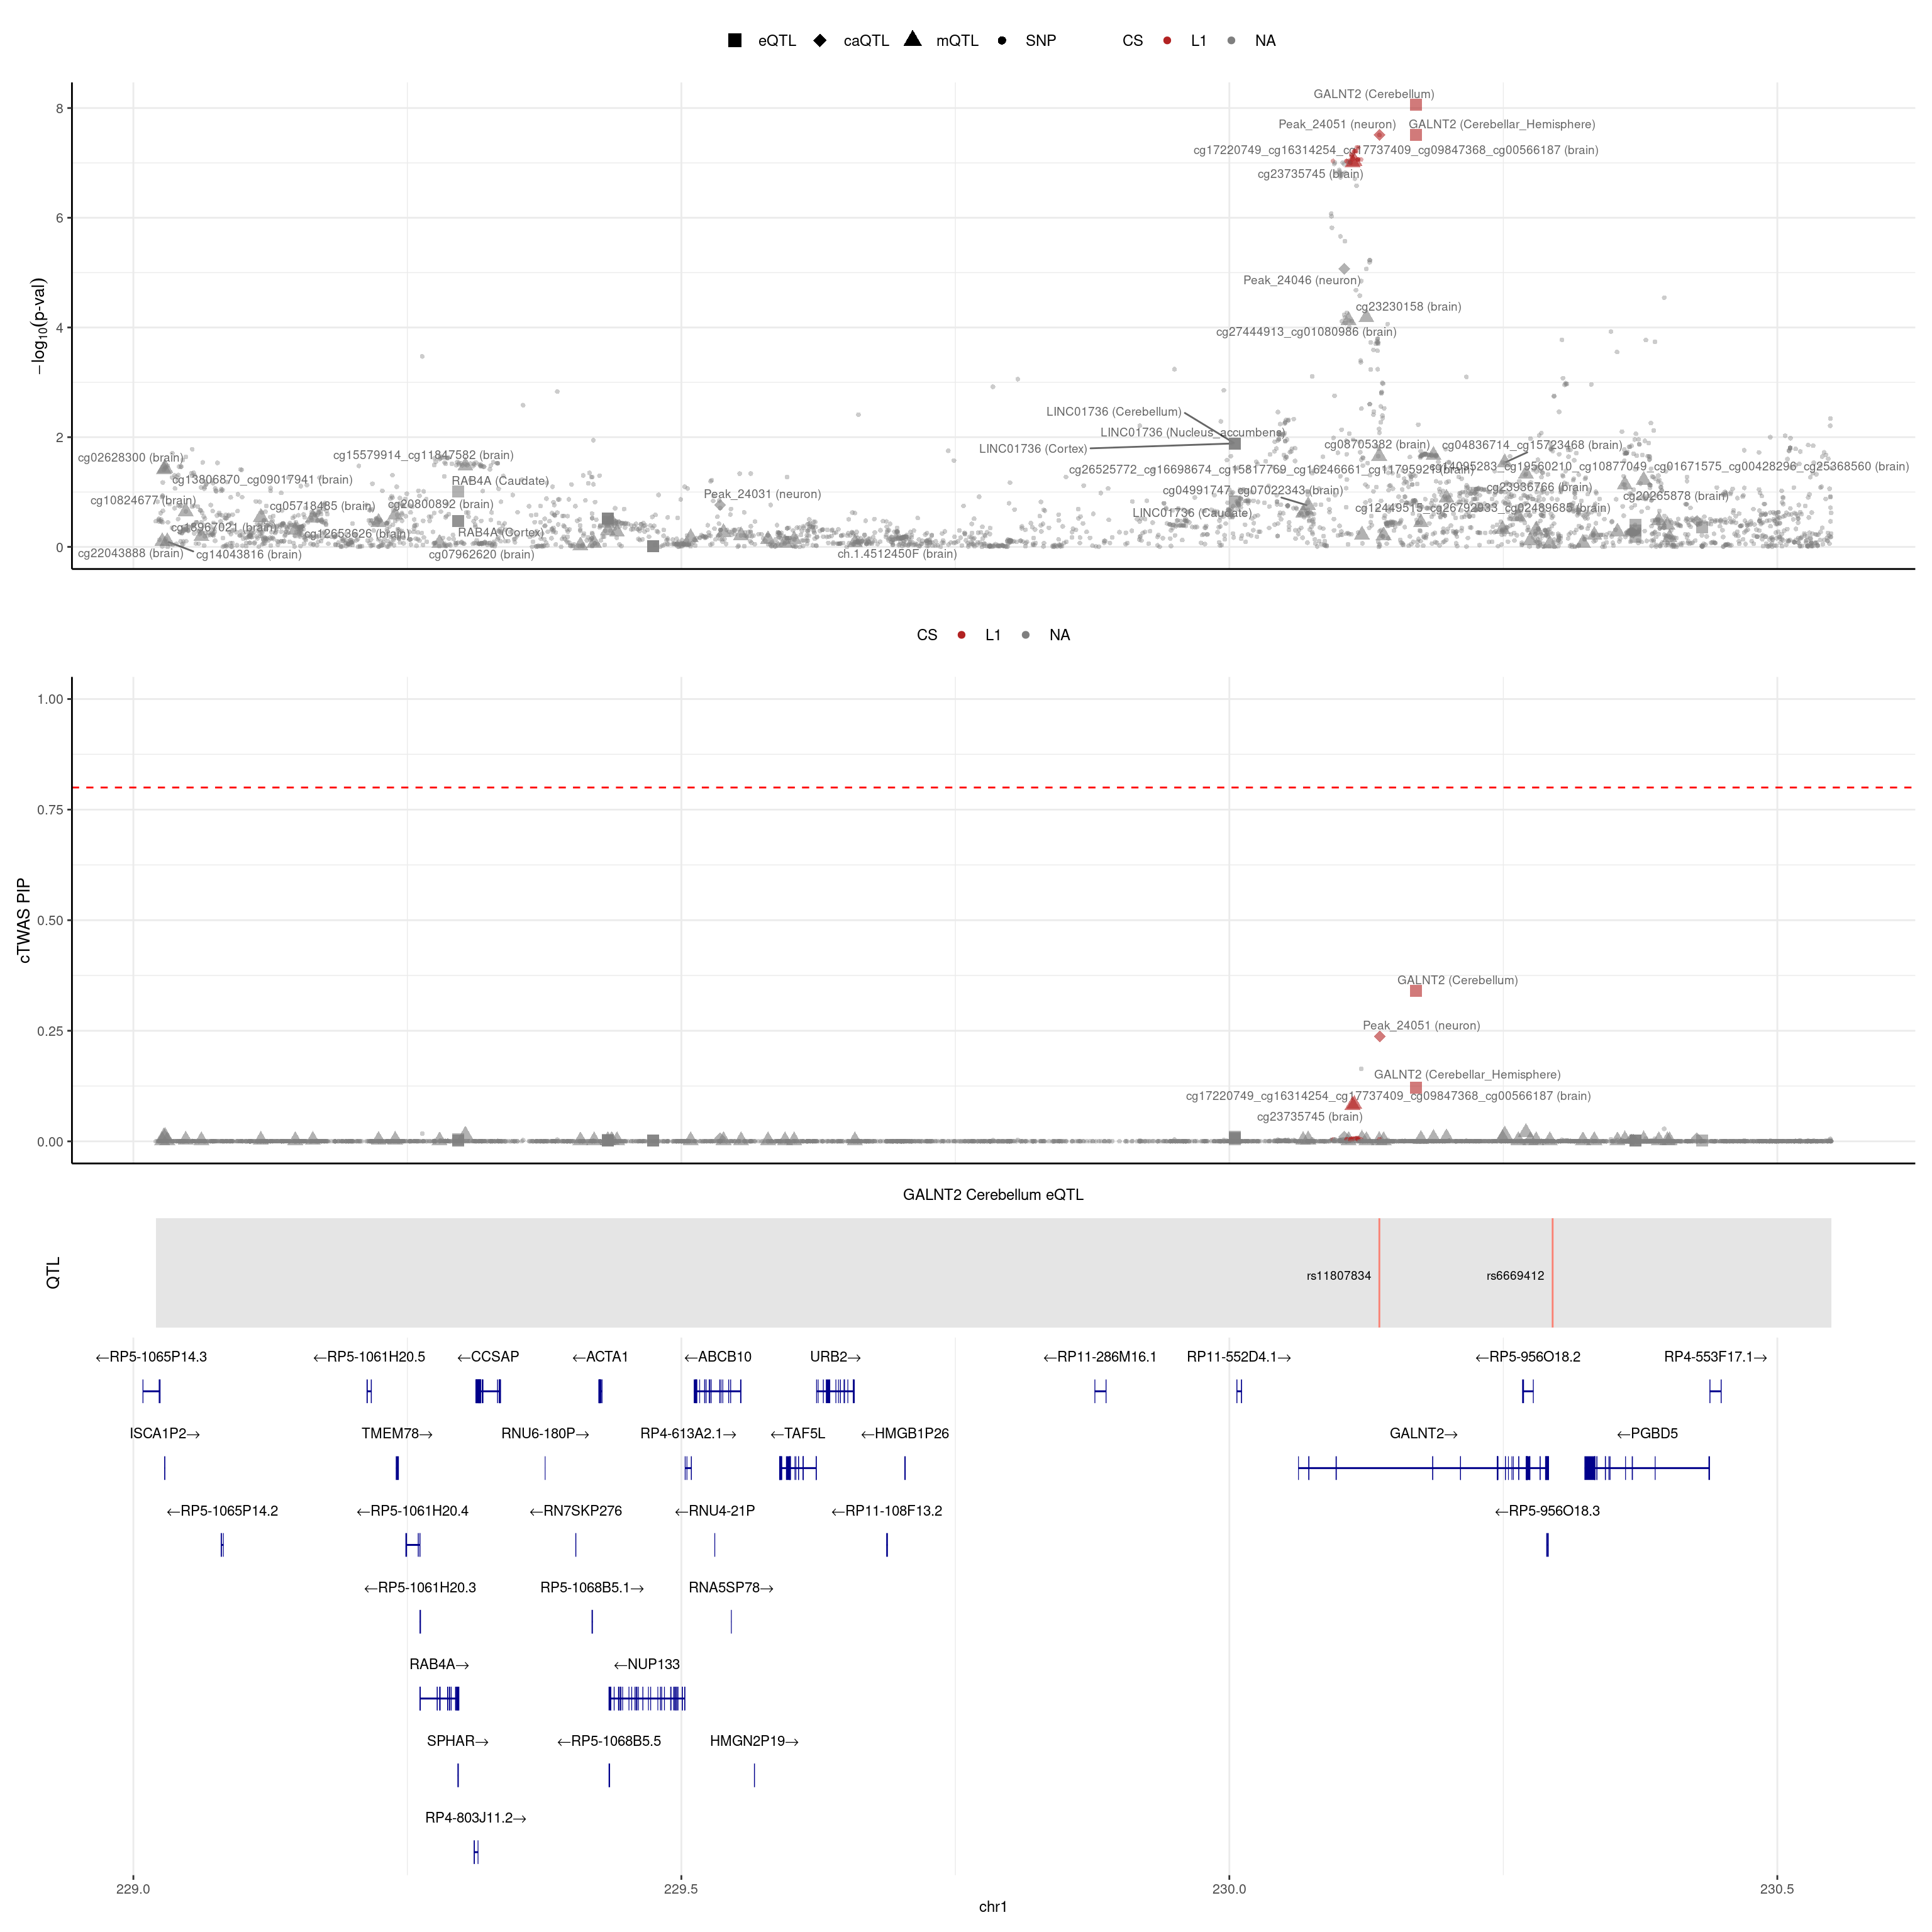 eQTL caQTL mQTL SNP CS L1 NA
8
6
4
2
0
−log10(p-val)
GALNT2 (Cerebellum)
Peak_24051 (neuron) GALNT2 (Cerebellar_Hemisphere)
cg17220749_cg16314254_cg17737409_cg09847368_cg00566187 (brain)
cg23735745 (brain)
Peak_24046 (neuron)
cg23230158 (brain)
cg27444913_cg01080986 (brain)
LINC01736 (Cerebellum)
LINC01736 (Nucleus_accumbens)
LINC01736 (Cortex)
cg08705382 (brain) cg04836714_cg15723468 (brain)
cg02628300 (brain)
cg15579914_cg11847582 (brain)
cg13806870_cg09017941 (brain)
RAB4A (Caudate)
Peak_24031 (neuron)
cg10824677 (brain)
cg05718485 (brain)
cg20800892 (brain)
cg04991747_cg07022343 (brain)
cg23936766 (brain)
cg20265878 (brain)
LINC01736 (Caudate)
cg18967021 (brain)
cg12653626 (brain)
RAB4A (Cortex)
cg22043888 (brain)
cg14043816 (brain)
cg07962620 (brain)
ch.1.4512450F (brain)
CS L1 NA
1.00
0.75
0.50
0.25
0.00
cTWAS PIP
GALNT2 (Cerebellum)
Peak_24051 (neuron)
GALNT2 (Cerebellar_Hemisphere)
cg17220749_cg16314254_cg17737409_cg09847368_cg00566187 (brain)
cg23735745 (brain)
GALNT2 Cerebellum eQTL
QTL
rs11807834
rs6669412
←RP5-1065P14.3 ←RP5-1061H20.5 ←CCSAP ←ACTA1 ←ABCB10 URB2→ ←RP11-286M16.1 RP11-552D4.1→ ←RP5-956O18.2 RP4-553F17.1→
ISCA1P2→ TMEM78→ RNU6-180P→ RP4-613A2.1→ ←TAF5L ←HMGB1P26 GALNT2→ ←PGBD5
←RP5-1065P14.2 ←RP5-1061H20.4 ←RN7SKP276 ←RNU4-21P ←RP11-108F13.2 ←RP5-956O18.3
←RP5-1061H20.3 RP5-1068B5.1→ RNA5SP78→
RAB4A→ ←NUP133
SPHAR→ ←RP5-1068B5.5 HMGN2P19→
RP4-803J11.2→
229.0 229.5 230.0 230.5
chr1